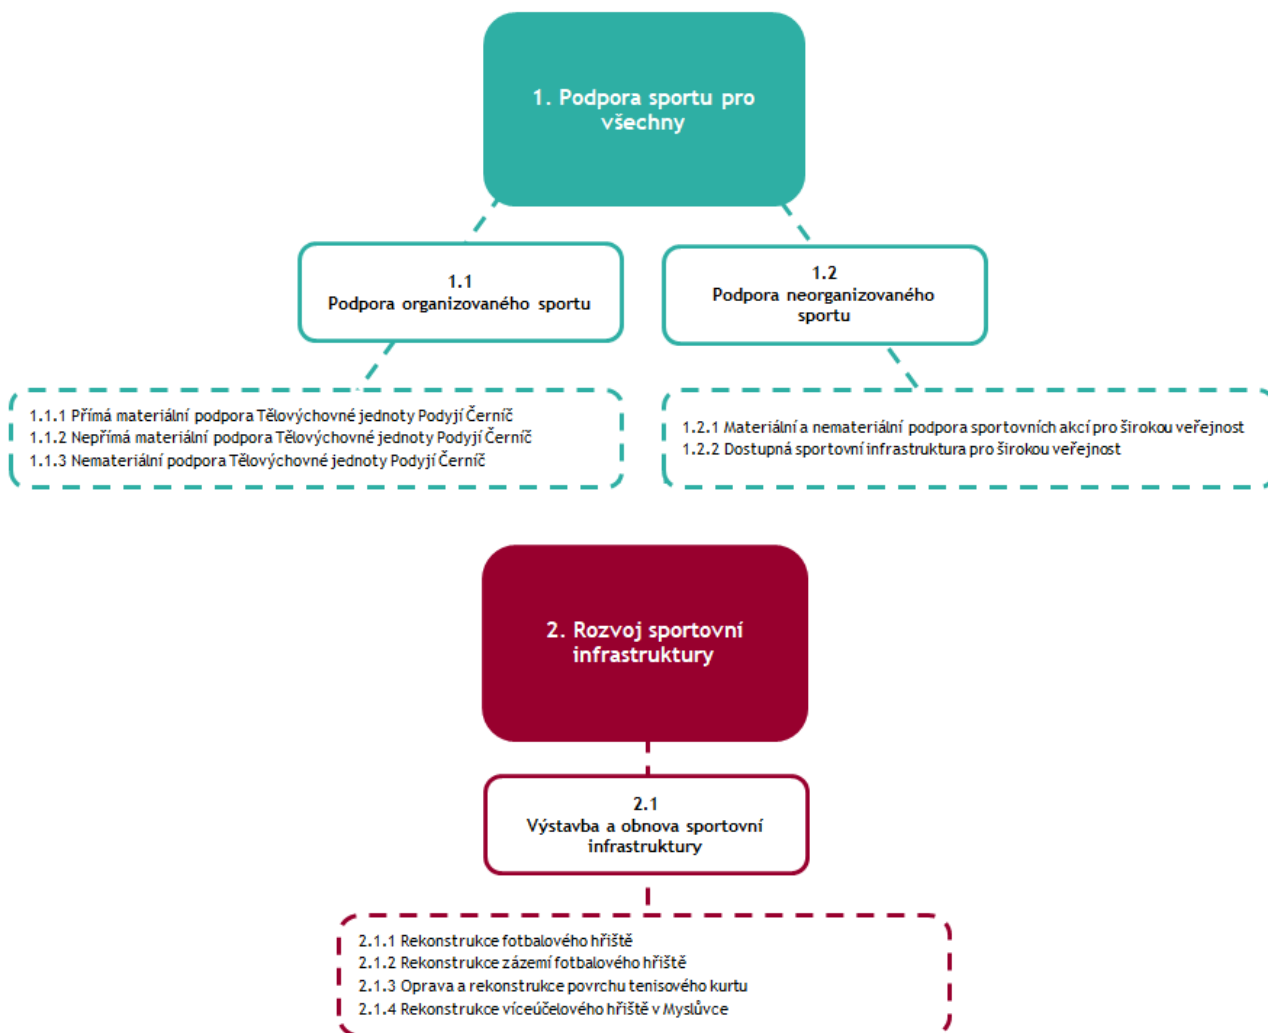 1. Podpora sportu pro
všechny
1.1
Podpora organizovaného sportu
1.2
Podpora neorganizovaného
sportu
1.1.1 Přímá materiální podpora Tělovýchovné jednoty Podyjí Černíč
1.1.2 Nepřímá materiální podpora Tělovýchovné jednoty Podyjí Černíč
1.1.3 Nemateriální podpora Tělovýchovné jednoty Podyjí Černíč
1.2.1 Materiální a nemateriální podpora sportovních akcí pro širokou veřejnost
1.2.2 Dostupná sportovní infrastruktura pro širokou veřejnost
2. Rozvoj sportovní
infrastruktury
2.1
Výstavba a obnova sportovní
infrastruktury
2.1.1 Rekonstrukce fotbalového hřiště
2.1.2 Rekonstrukce zázemí fotbalového hřiště
2.1.3 Oprava a rekonstrukce povrchu tenisového kurtu
2.1.4 Rekonstrukce víceúčelového hřiště v Myslůvce